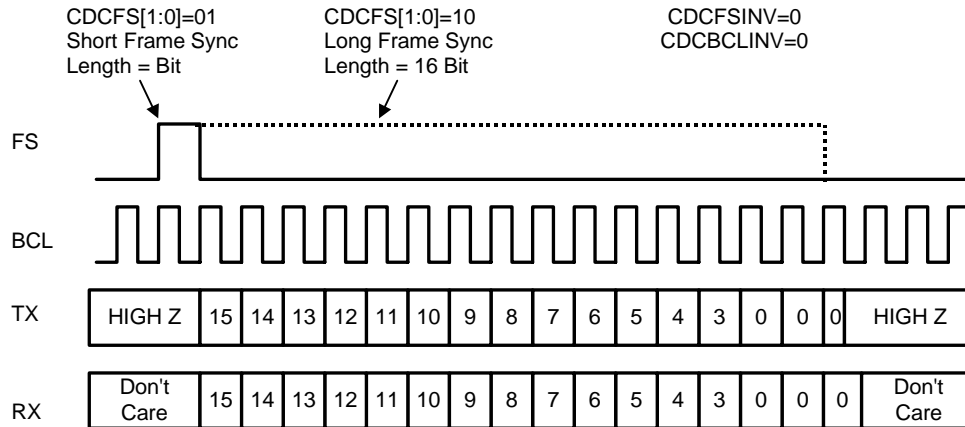 CDCFS[1:0]=01
Short Frame Sync
Length = Bit
CDCFS[1:0]=10
Long Frame Sync
Length = 16 Bit
CDCFSINV=0
CDCBCLINV=0
FS
BCL
TX
HIGH Z 15 14 13 12 11 10 9 8 7 6 5 4 3 0 0 0 HIGH Z
RX
Don't
Care
15 14 13 12 11 10 9 8 7 6 5 4 3 0 0 0
Don't
Care